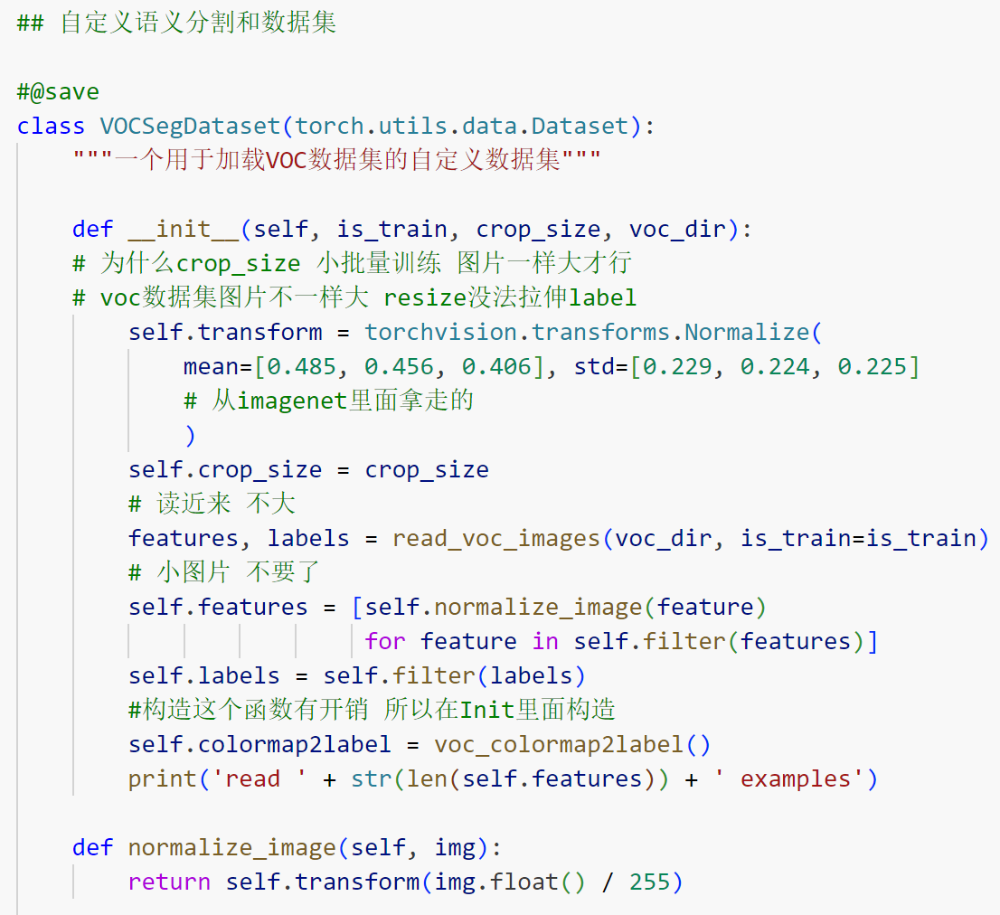 ## 自定义语义分割和数据集
#@save
class VOCSegDataset(torch.utils.data.Dataset):
"""一个用于加载VOC数据集的自定义数据集"""
def __init__(self, is_train, crop_size, voc_dir):
# 为什么crop_size 小批量训练 图片一样大才行
# voc数据集图片不一样大 resize没法拉伸label
self.transform = torchvision.transforms.Normalize(
mean=[0.485, 0.456, 0.406], std=[0.229, 0.224, 0.225]
# 从imagenet里面拿走的
)
self.crop_size = crop_size
# 读近来 不大
features, labels = read_voc_images(voc_dir, is_train=is_train)
# 小图片 不要了
self.features = [self.normalize_image(feature)
for feature in self.filter(features)]
self.labels = self.filter(labels)
#构造这个函数有开销 所以在Init里面构造
self.colormap2label = voc_colormap2label()
print('read ' + str(len(self.features)) + ' examples')
def normalize_image(self, img):
return self.transform(img.float() / 255)